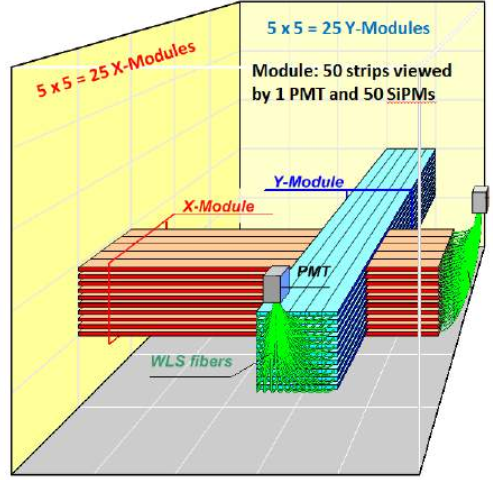 5 x 5 = 25 X-Modules
5 x 5 = 25 Y-Modules
Module: 50 strips viewed
by 1 PMT and 50 SiPMs
Y-Module
X-Module
PMT
WLS fibers